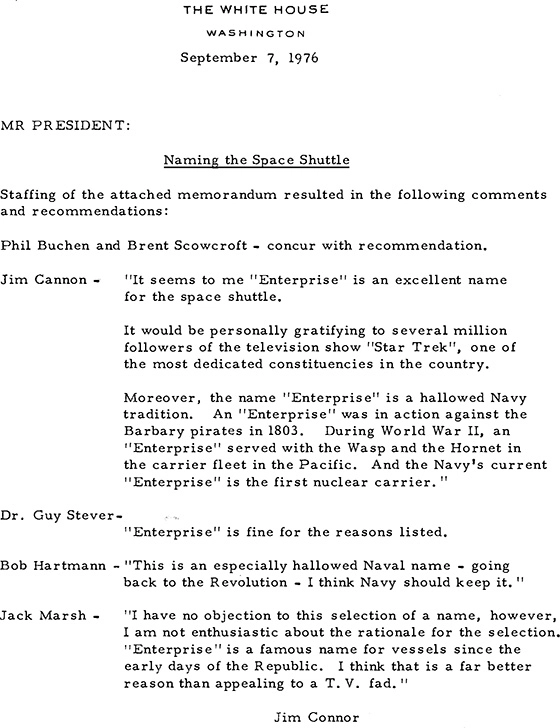 THE WHITE HOUSE
WASHINGTON
September 7, 1976
MR PRESIDENT:
Naming the Space Shuttle
Staffing of the attached memorandum resulted in the following comments
and recommendations:
Phil Buchen and Brent Scowcroft - concur with recommendation.
Jim Cannon - "It seems to me "Enterprise" is an excellent name
for the space shuttle.
It would be personally gratifying to several million
followers of the television show "Star Trek", one of
the most dedicated constituencies in the country.
Moreover, the name "Enterprise" is a hallowed Navy
tradition. An "Enterprise" was in action against the
Barbary pirates in 1803. During World War II, an
"Enterprise" served with the Wasp and the Hornet in
the carrier fleet in the Pacific. And the Navy's current
"Enterprise" is the first nuclear carrier."
Dr. Guy Stever-
"Enterprise" is fine for the reasons listed.
Bob Hartmann - "This is an especially hallowed Naval name - going
back to the Revolution - I think Navy should keep it."
Jack Marsh - "I have no objection to this selection of a name, however,
I am not enthusiastic about the rationale for the selection.
"Enterprise" is a famous name for vessels since the
early days of the Republic. I think that is a far better
reason than appealing to a T.V. fad."
Jim Connor